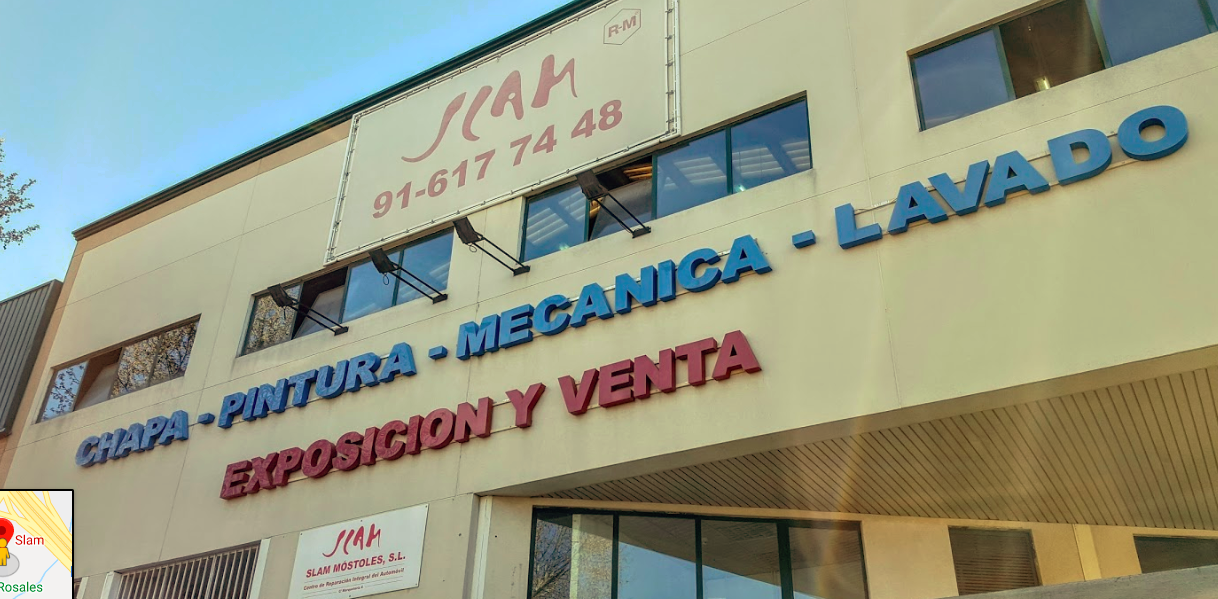 R-M
SLAM
91-617 74 48
CHAPA - PINTURA - MECANICA - LAVADO
EXPOSICION Y VENTA
SLAM
SLAM MÓSTOLES, S.L.
Centro de Reparación Integral del Automóvil
Slam
Rosales